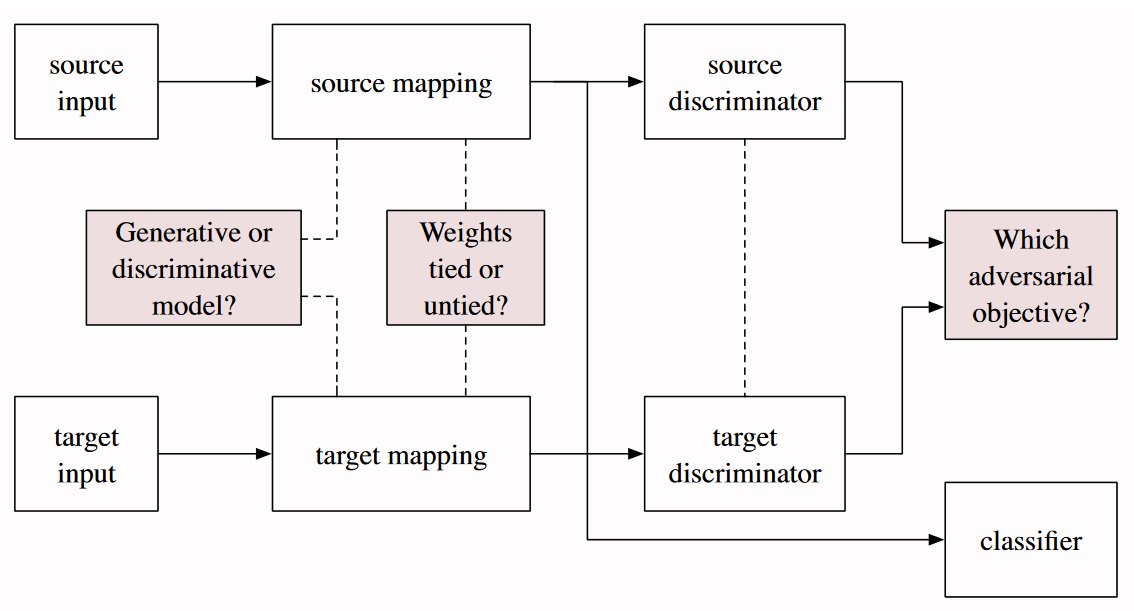 source
input
source mapping
source
discriminator
Generative or
discriminative
model?
Weights
tied or
untied?
Which
adversarial
objective?
target
input
target mapping
target
discriminator
classifier